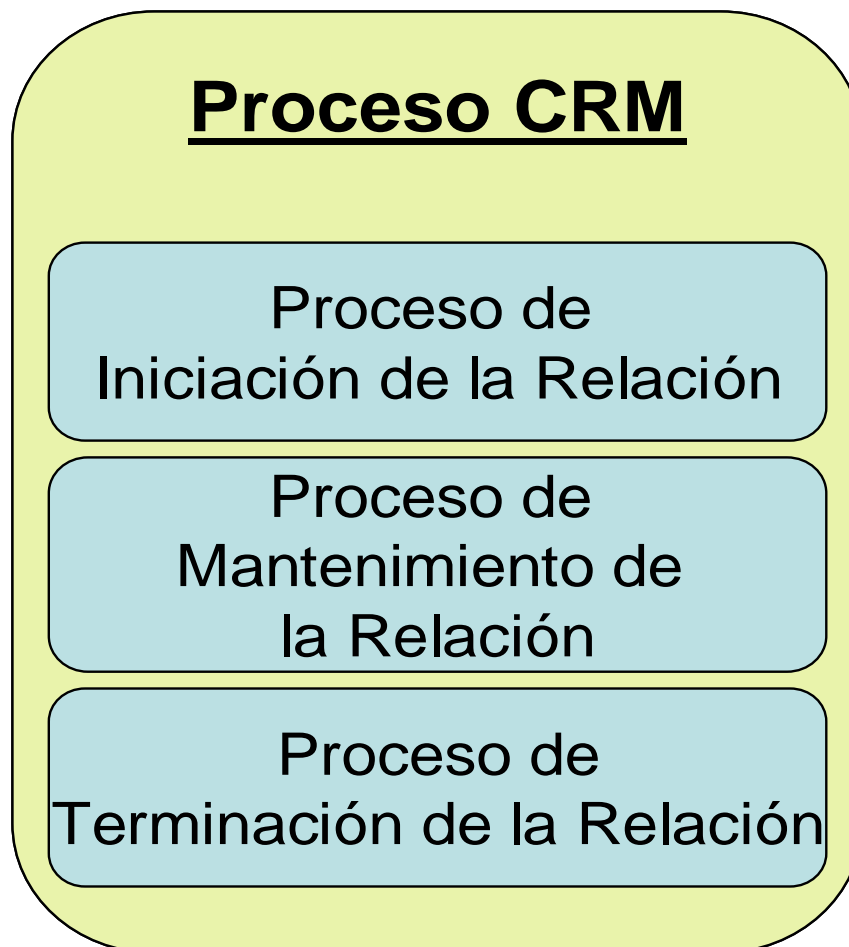 Proceso CRM
Proceso de
Iniciación de la Relación
Proceso de
Mantenimiento de
la Relación
Proceso de
Terminación de la Relación